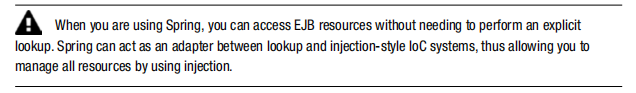 When you are using Spring, you can access EJB resources without needing to perform an explicit
lookup. Spring can act as an adapter between lookup and injection-style IoC systems, thus allowing you to
manage all resources by using injection.